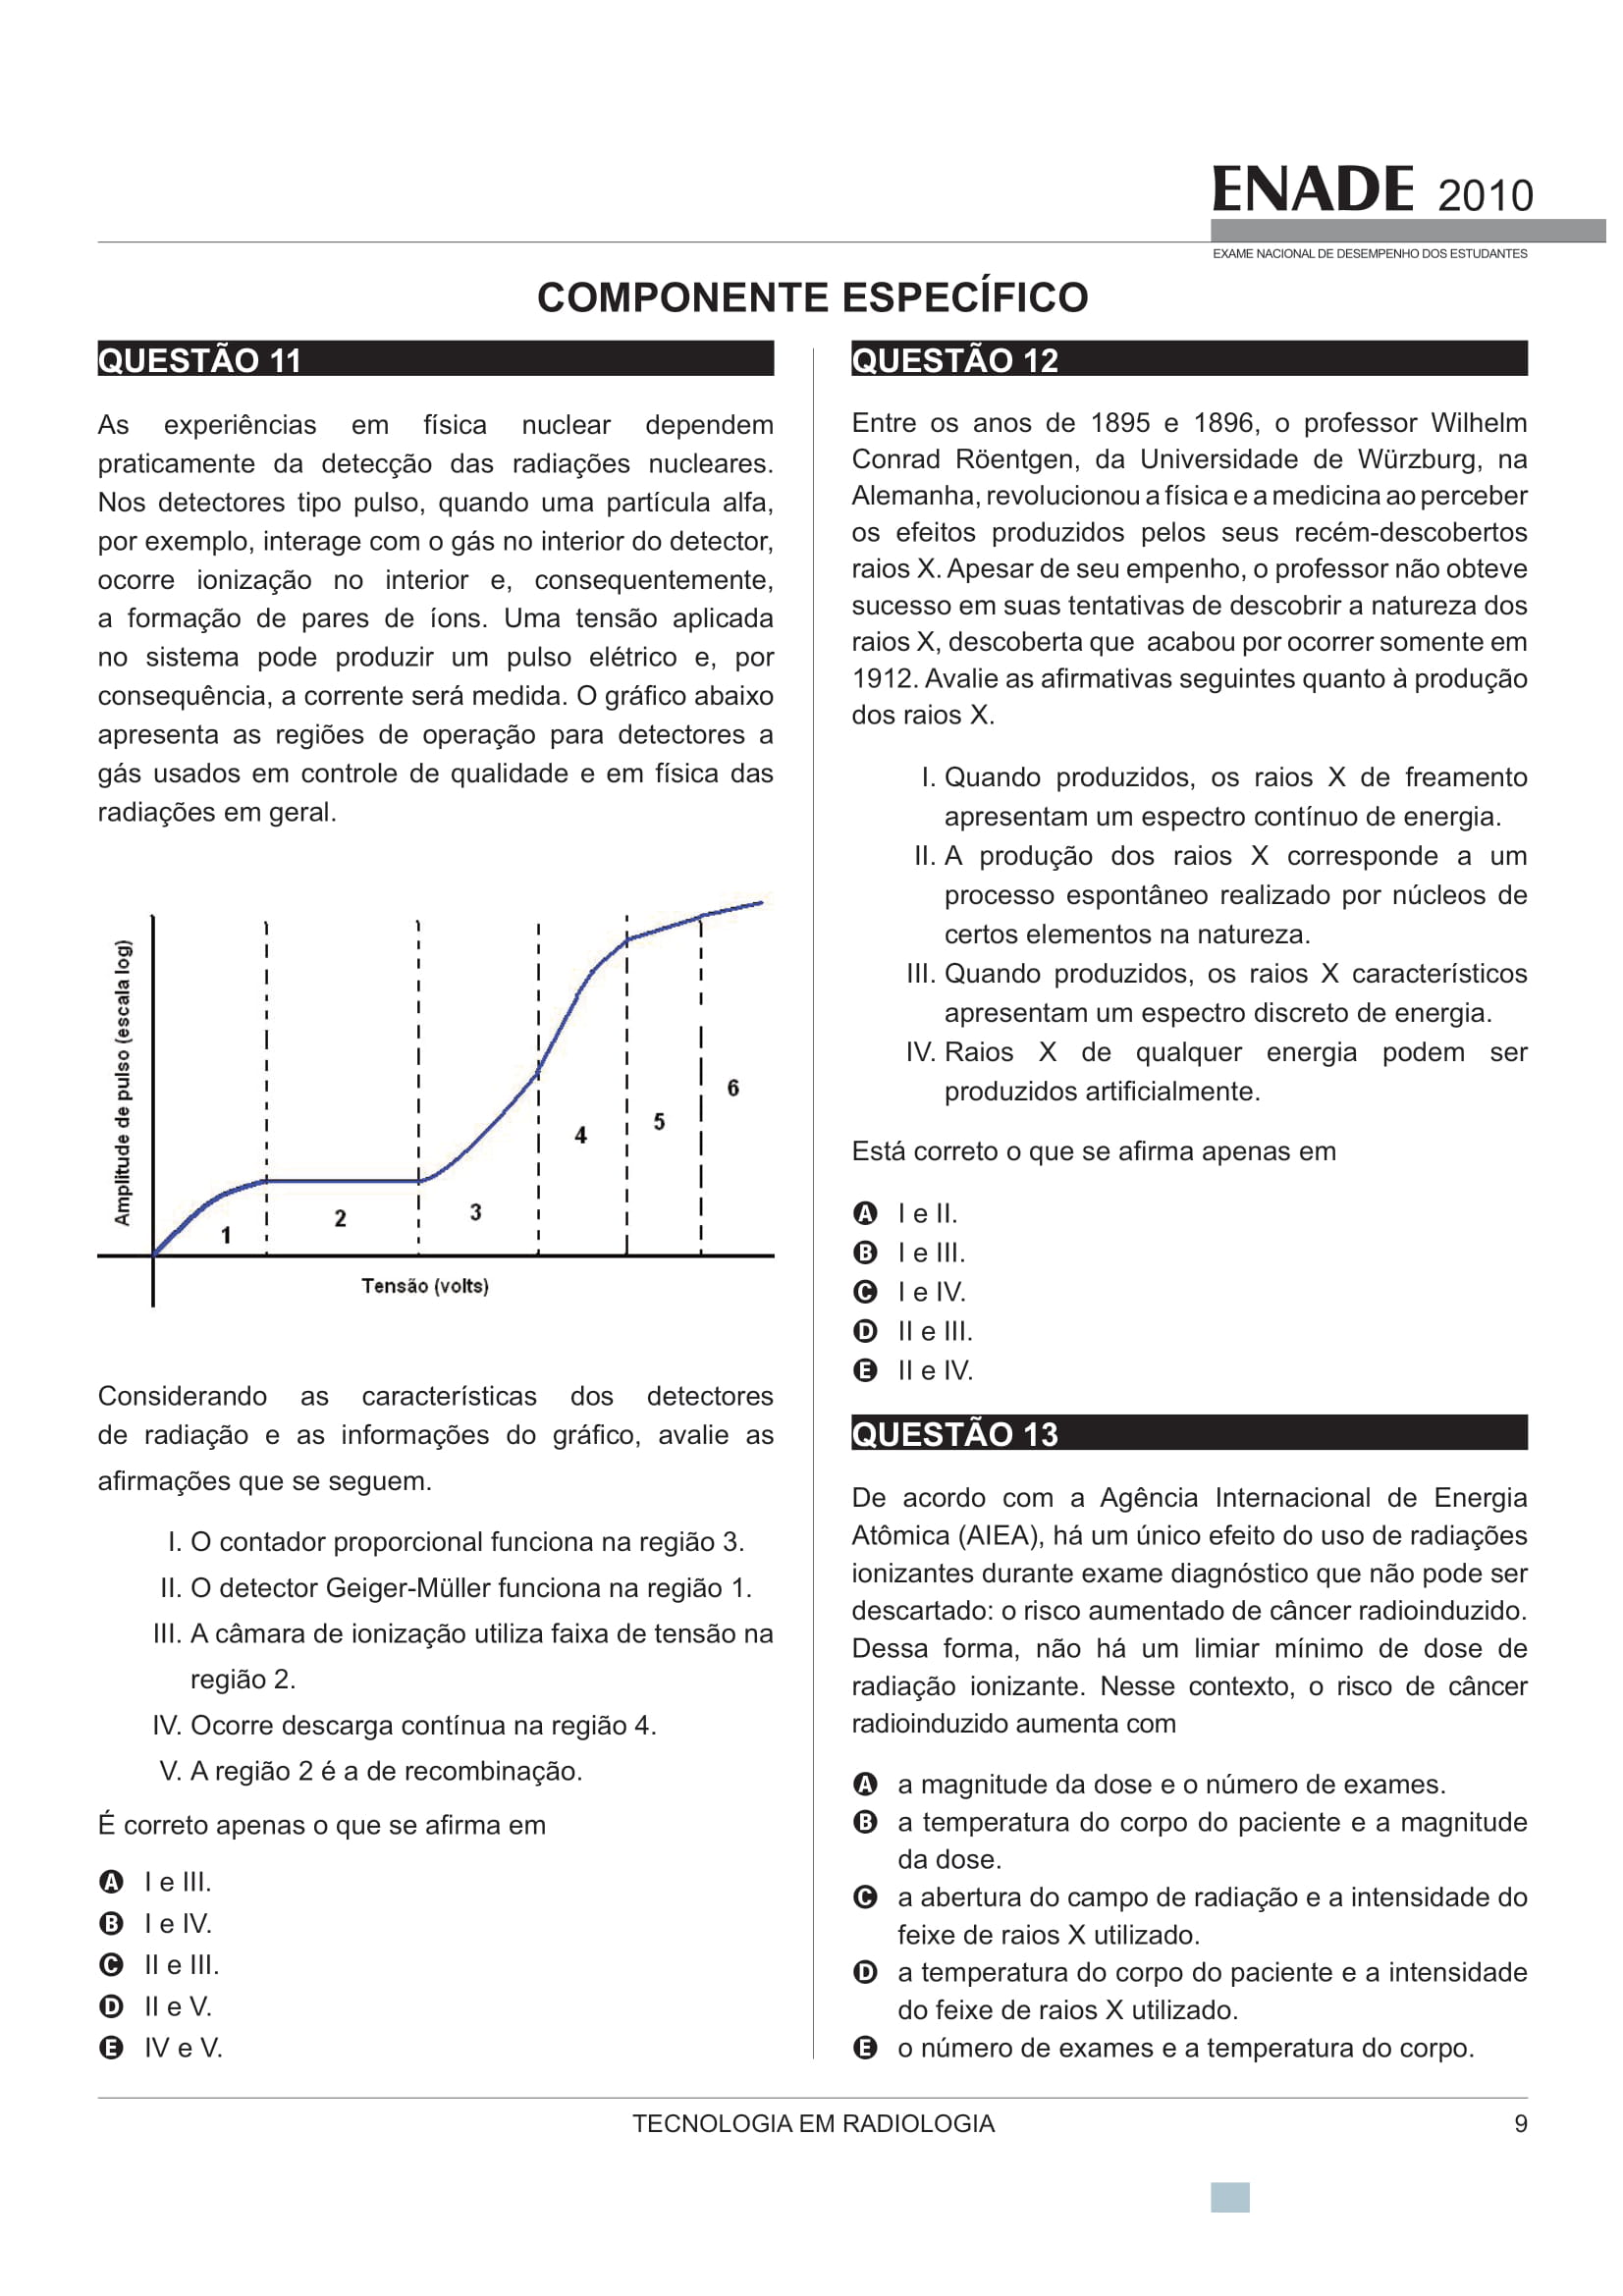 ENADE 2010
EXAME NACIONAL DE DESEMPENHO DOS ESTUDANTES
COMPONENTE ESPECÍFICO
QUESTÃO 11
As experiências em física nuclear dependem
praticamente da detecção das radiações nucleares.
Nos detectores tipo pulso, quando uma partícula alfa,
por exemplo, interage com o gás no interior do detector,
ocorre ionização no interior e, consequentemente,
a formação de pares de íons. Uma tensão aplicada
no sistema pode produzir um pulso elétrico e, por
consequência, a corrente será medida. O gráfico abaixo
apresenta as regiões de operação para detectores a
gás usados em controle de qualidade e em física das
radiações em geral.
Amplitude de pulso (escala log)
1
2
3
4
5
6
Tensão (volts)
Considerando as características dos detectores
de radiação e as informações do gráfico, avalie as
afirmações que se seguem.
I. O contador proporcional funciona na região 3.
II. O detector Geiger-Müller funciona na região 1.
III. A câmara de ionização utiliza faixa de tensão na
região 2.
IV. Ocorre descarga contínua na região 4.
V. A região 2 é a de recombinação.
É correto apenas o que se afirma em
A I e III.
B I e IV.
C II e III.
D II e V.
E IV e V.
QUESTÃO 12
Entre os anos de 1895 e 1896, o professor Wilhelm
Conrad Röentgen, da Universidade de Würzburg, na
Alemanha, revolucionou a física e a medicina ao perceber
os efeitos produzidos pelos seus recém-descobertos
raios X. Apesar de seu empenho, o professor não obteve
sucesso em suas tentativas de descobrir a natureza dos
raios X, descoberta que acabou por ocorrer somente em
1912. Avalie as afirmativas seguintes quanto à produção
dos raios X.
I. Quando produzidos, os raios X de freamento
apresentam um espectro contínuo de energia.
II. A produção dos raios X corresponde a um
processo espontâneo realizado por núcleos de
certos elementos na natureza.
III. Quando produzidos, os raios X característicos
apresentam um espectro discreto de energia.
IV. Raios X de qualquer energia podem ser
produzidos artificialmente.
Está correto o que se afirma apenas em
A I e II.
B I e III.
C I e IV.
D II e III.
E II e IV.
QUESTÃO 13
De acordo com a Agência Internacional de Energia
Atômica (AIEA), há um único efeito do uso de radiações
ionizantes durante exame diagnóstico que não pode ser
descartado: o risco aumentado de câncer radioinduzido.
Dessa forma, não há um limiar mínimo de dose de
radiação ionizante. Nesse contexto, o risco de câncer
radioinduzido aumenta com
A a magnitude da dose e o número de exames.
B a temperatura do corpo do paciente e a magnitude
da dose.
C a abertura do campo de radiação e a intensidade do
feixe de raios X utilizado.
D a temperatura do corpo do paciente e a intensidade
do feixe de raios X utilizado.
E o número de exames e a temperatura do corpo.
TECNOLOGIA EM RADIOLOGIA
9